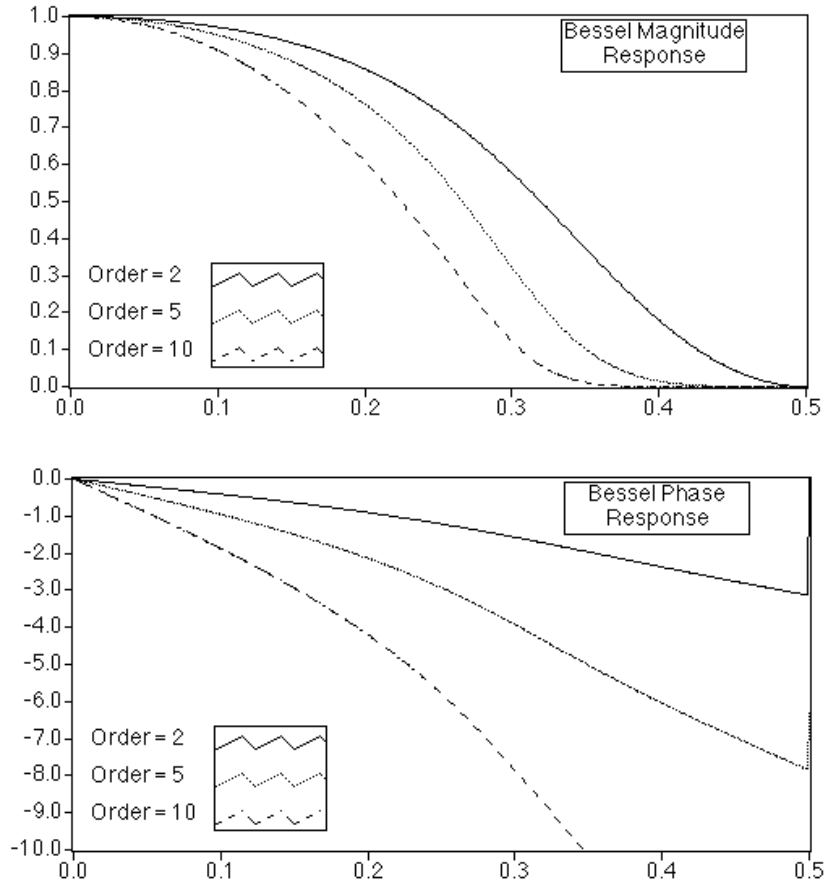 1.0
Bessel Magnitude
Response
0.9
0.8
0.7
0.6
0.5
0.4
0.3
0.2
0.1
0.0
Order = 2
Order = 5
Order = 10
0.0 0.1 0.2 0.3 0.4 0.5
0.0
Bessel Phase
Response
-1.0
-2.0
-3.0
-4.0
-5.0
-6.0
-7.0
-8.0
-9.0
-10.0
Order = 2
Order = 5
Order = 10
0.0 0.1 0.2 0.3 0.4 0.5